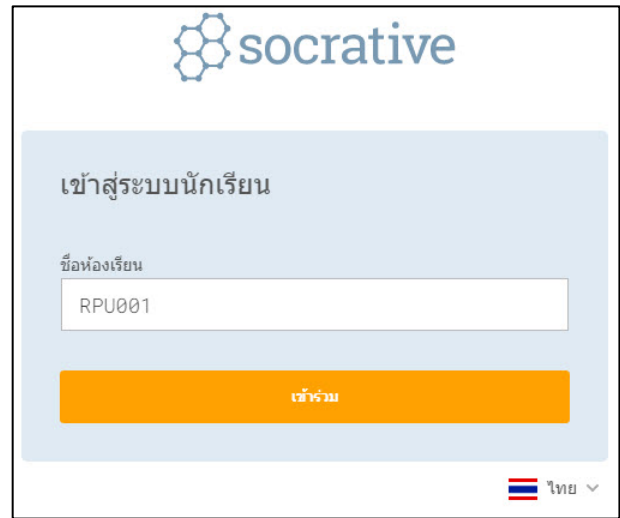 socrative
เข้าสู่ระบบนักเรียน
ชื่อห้องเรียน
RPU001
เข้าร่วม
ไทย